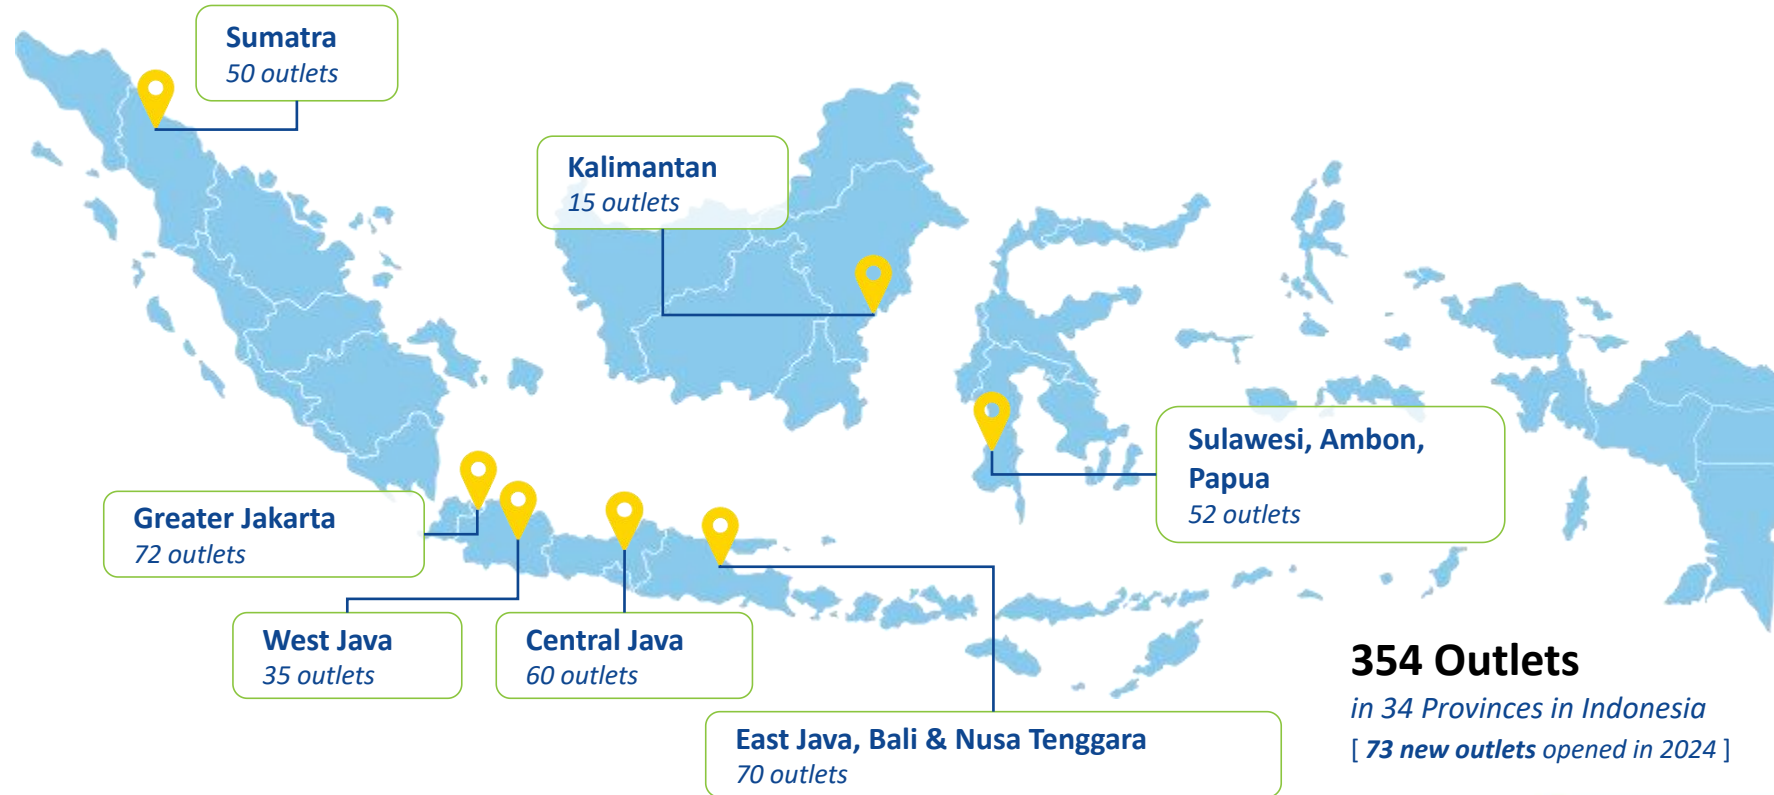 Sumatra
50 outlets
Kalimantan
15 outlets
Sulawesi, Ambon,
Papua
52 outlets
Greater Jakarta
72 outlets
West Java
35 outlets
Central Java
60 outlets
East Java, Bali & Nusa Tenggara
70 outlets
354 Outlets
in 34 Provinces in Indonesia
[ 73 new outlets opened in 2024 ]